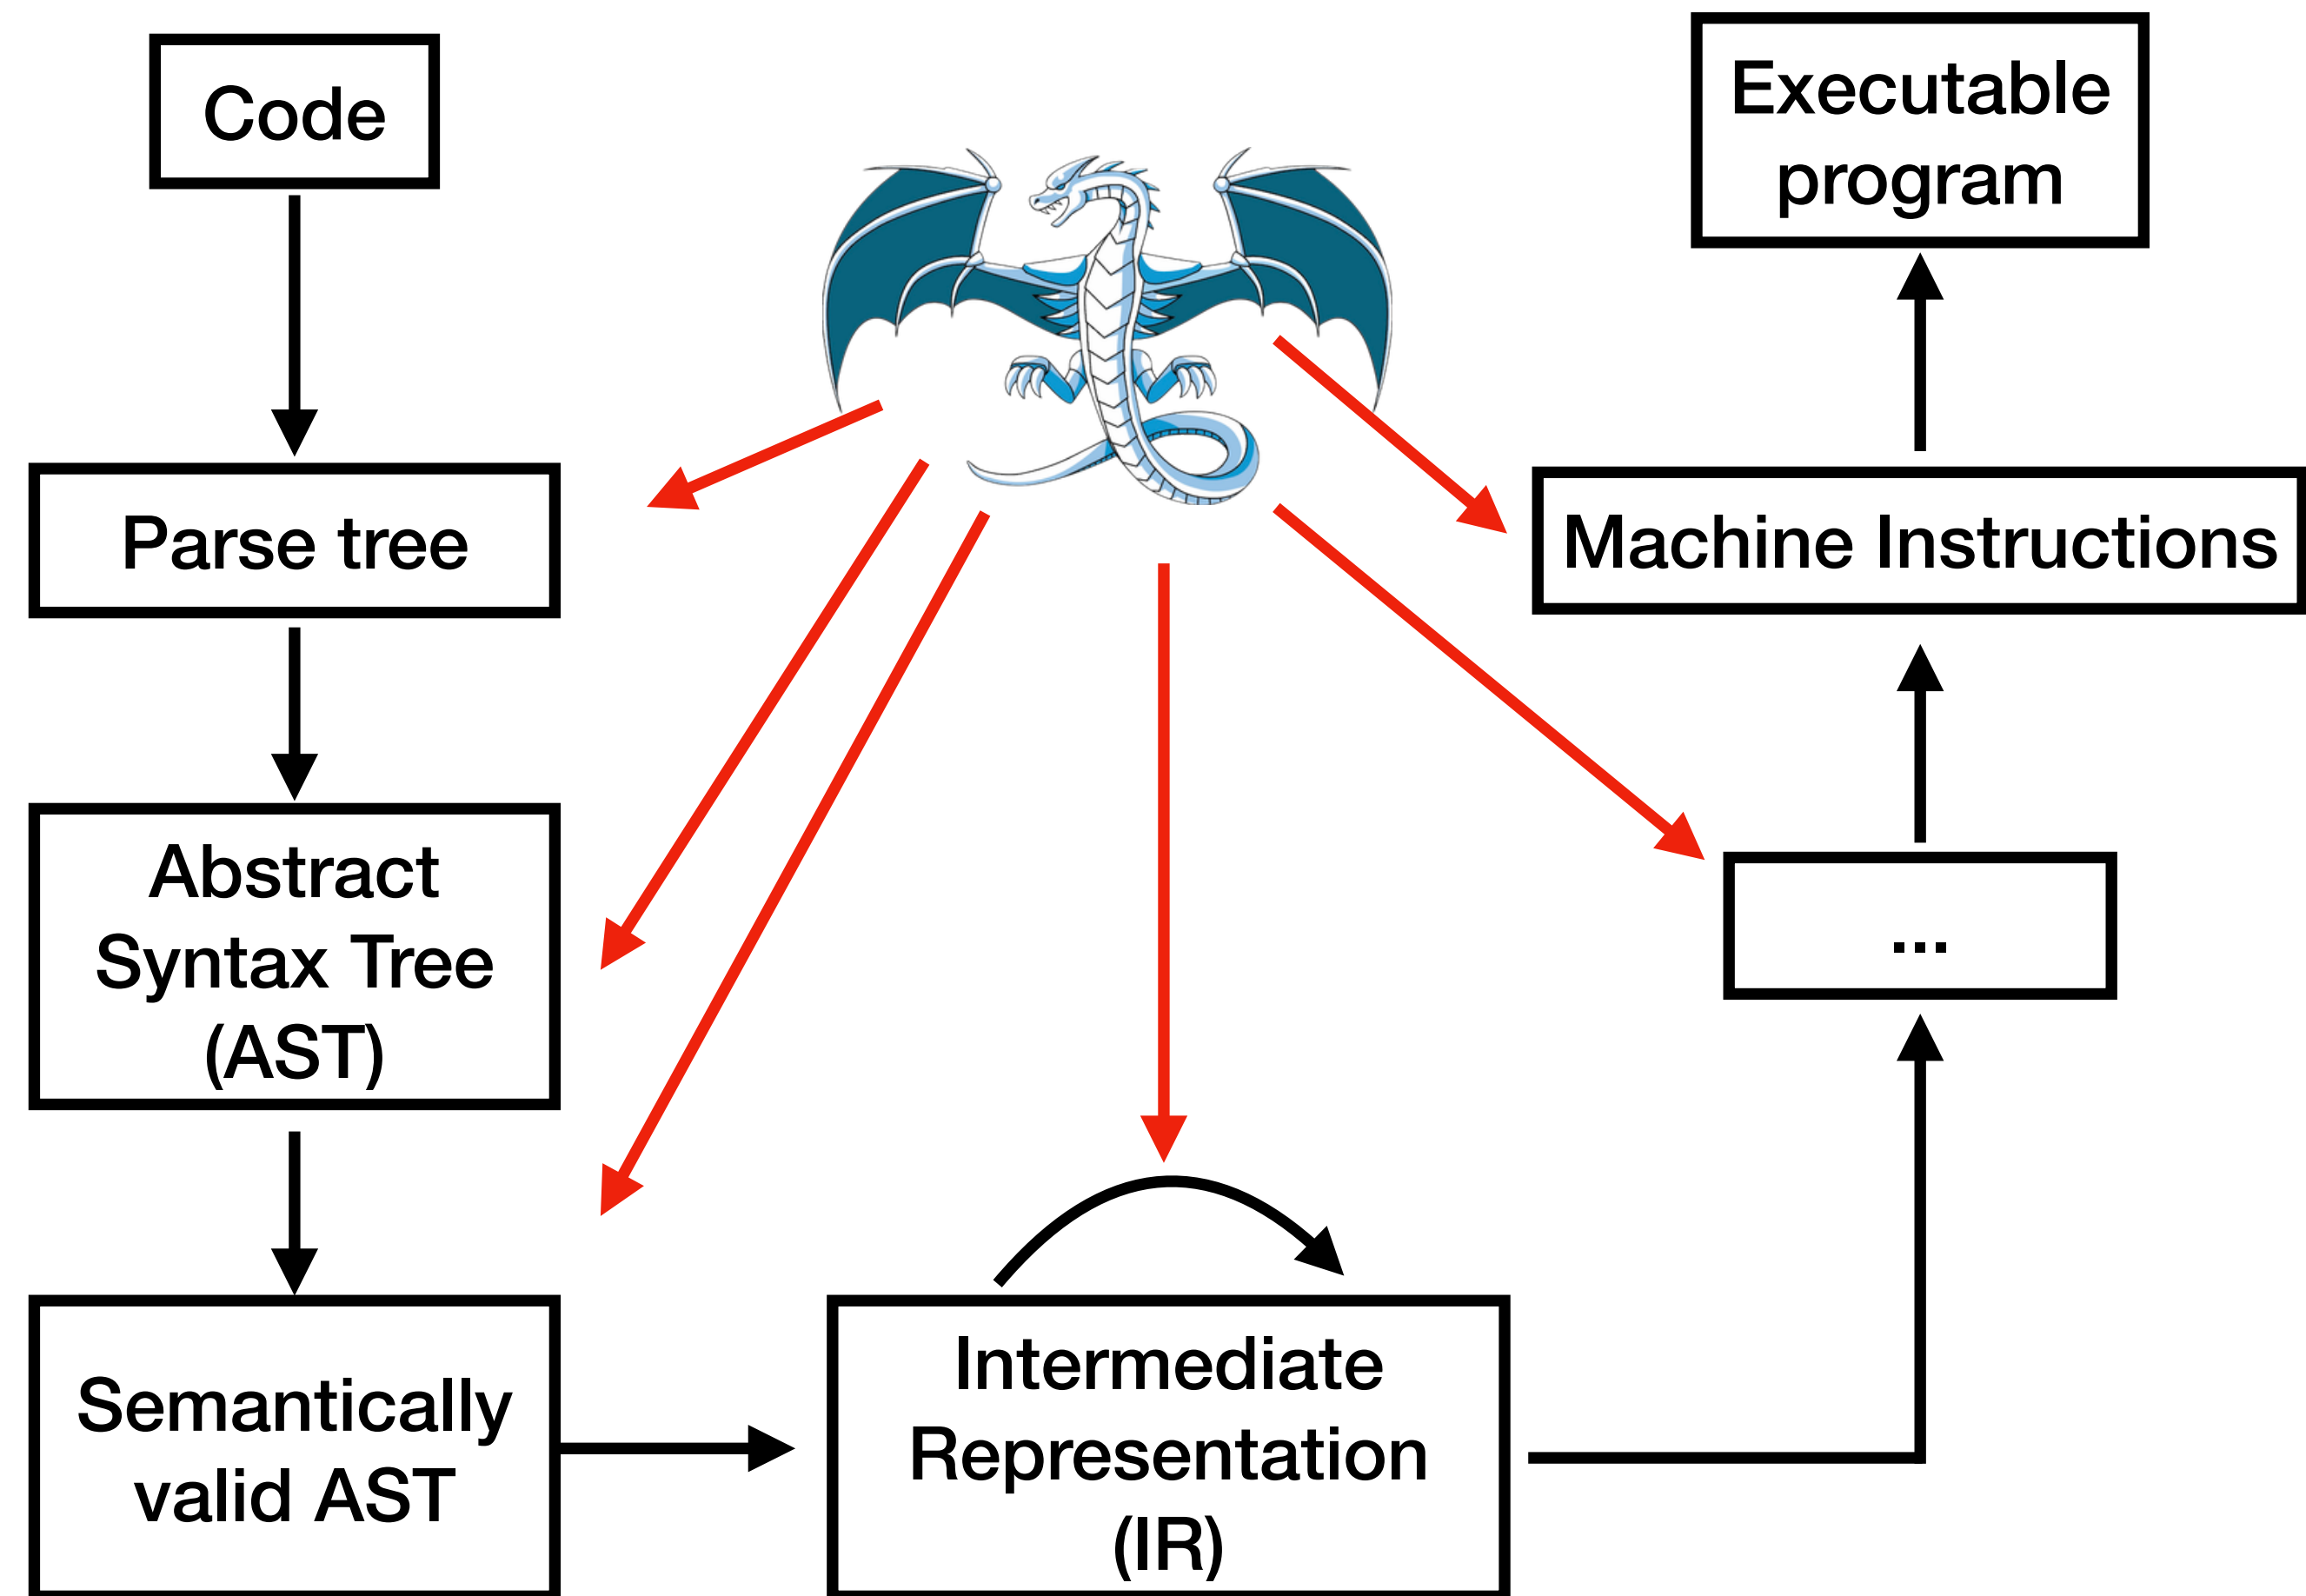 Code
Parse tree
Abstract
Syntax Tree
(AST)
Semantically
valid AST
Intermediate
Representation
(IR)
...
Machine Instructions
Executable
program